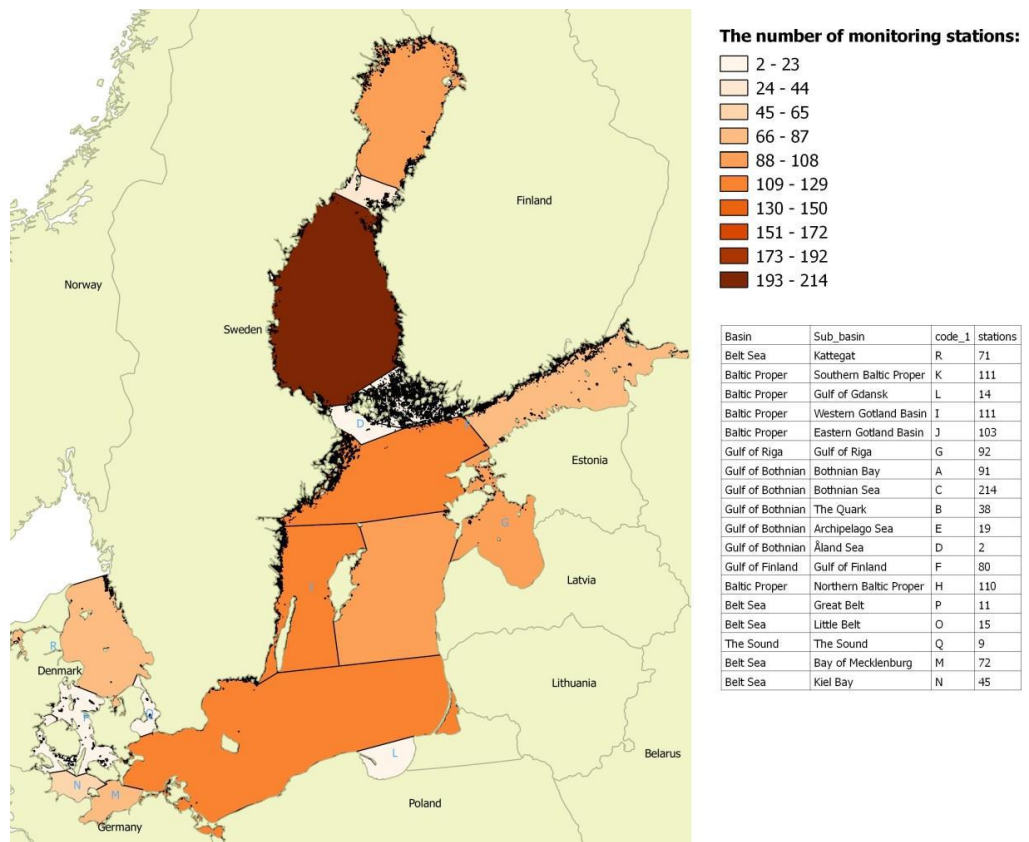 The number of monitoring stations:
2 - 23
24 - 44
45 - 65
66 - 87
88 - 108
109 - 129
130 - 150
151 - 172
173 - 192
193 - 214
Finland
Norway
Sweden
D
Estonia
G
Latvia
I
R
Denmark
Lithuania
P
Q
Belarus
L
N
M
Poland
Germany
Basin Sub_basin code_1 stations
Belt Sea Kattegat R 71
Baltic Proper Southern Baltic Proper K 111
Baltic Proper Gulf of Gdansk L 14
Baltic Proper Western Gotland Basin I 111
Baltic Proper Eastern Gotland Basin J 103
Gulf of Riga Gulf of Riga G 92
Gulf of Bothnian Bothnian Bay A 91
Gulf of Bothnian Bothnian Sea C 214
Gulf of Bothnian The Quark B 38
Gulf of Bothnian Archipelago Sea E 19
Gulf of Bothnian Åland Sea D 2
Gulf of Finland Gulf of Finland F 80
Baltic Proper Northern Baltic Proper H 110
Belt Sea Great Belt P 11
Belt Sea Little Belt O 15
The Sound The Sound Q 9
Belt Sea Bay of Mecklenburg M 72
Belt Sea Kiel Bay N 45